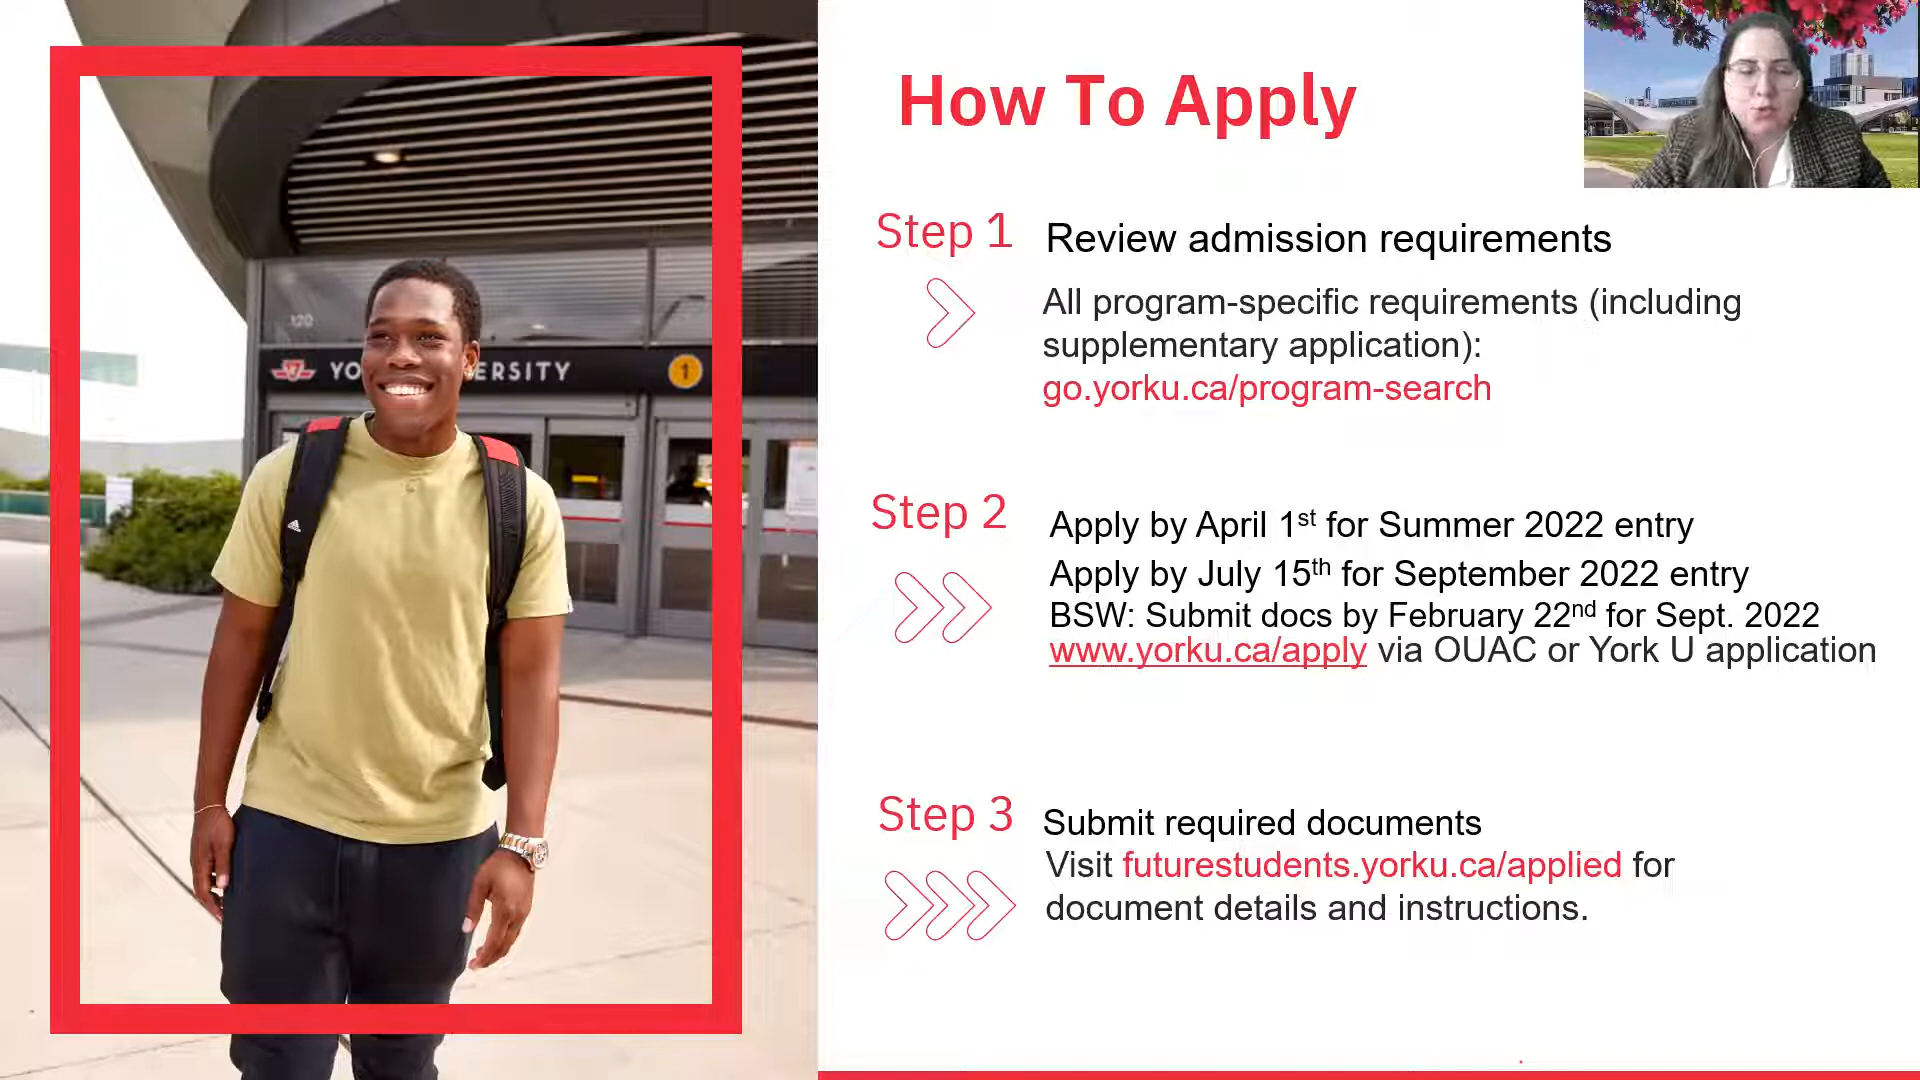 How To Apply
Step 1
Review admission requirements
All program-specific requirements (including
supplementary application):
go.yorku.ca/program-search
Step 2
Apply by April 1st for Summer 2022 entry
Apply by July 15th for September 2022 entry
BSW: Submit docs by February 22nd for Sept. 2022
www.yorku.ca/apply via OUAC or York U application
Step 3
Submit required documents
Visit futurestudents.yorku.ca/applied for
document details and instructions.
120
YO ERSITY
1